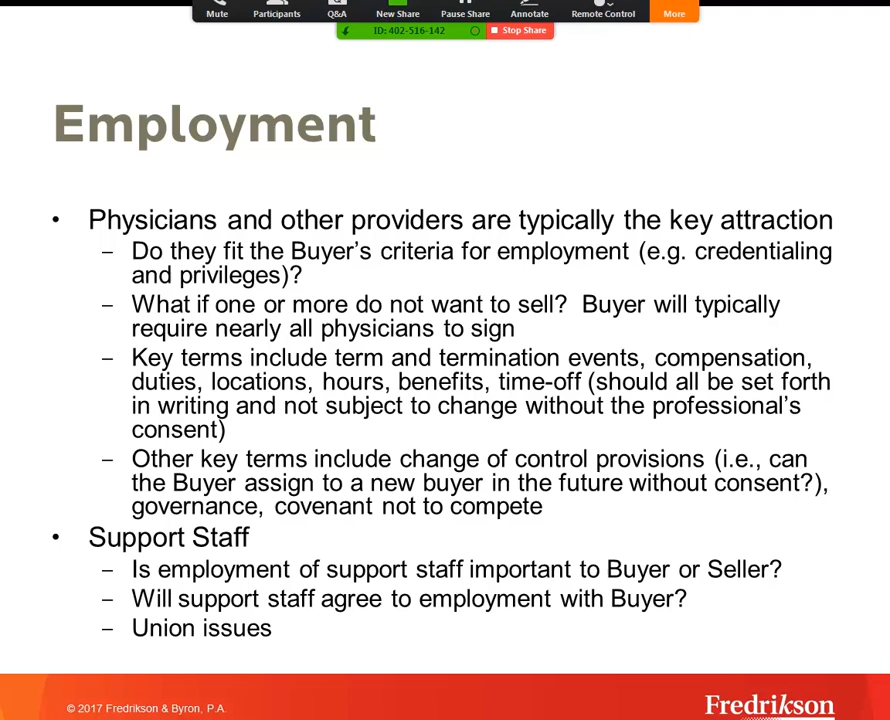 Mute Participants Q&A New Share Pause Share Annotate Remote Control More
ID: 402-516-142 Stop Share
Employment
• Physicians and other providers are typically the key attraction
– Do they fit the Buyer’s criteria for employment (e.g. credentialing
and privileges)?
– What if one or more do not want to sell? Buyer will typically
require nearly all physicians to sign
– Key terms include term and termination events, compensation,
duties, locations, hours, benefits, time-off (should all be set forth
in writing and not subject to change without the professional’s
consent)
– Other key terms include change of control provisions (i.e., can
the Buyer assign to a new buyer in the future without consent?),
governance, covenant not to compete
• Support Staff
– Is employment of support staff important to Buyer or Seller?
– Will support staff agree to employment with Buyer?
– Union issues
© 2017 Fredrikson & Byron, P.A.
Fredrikson